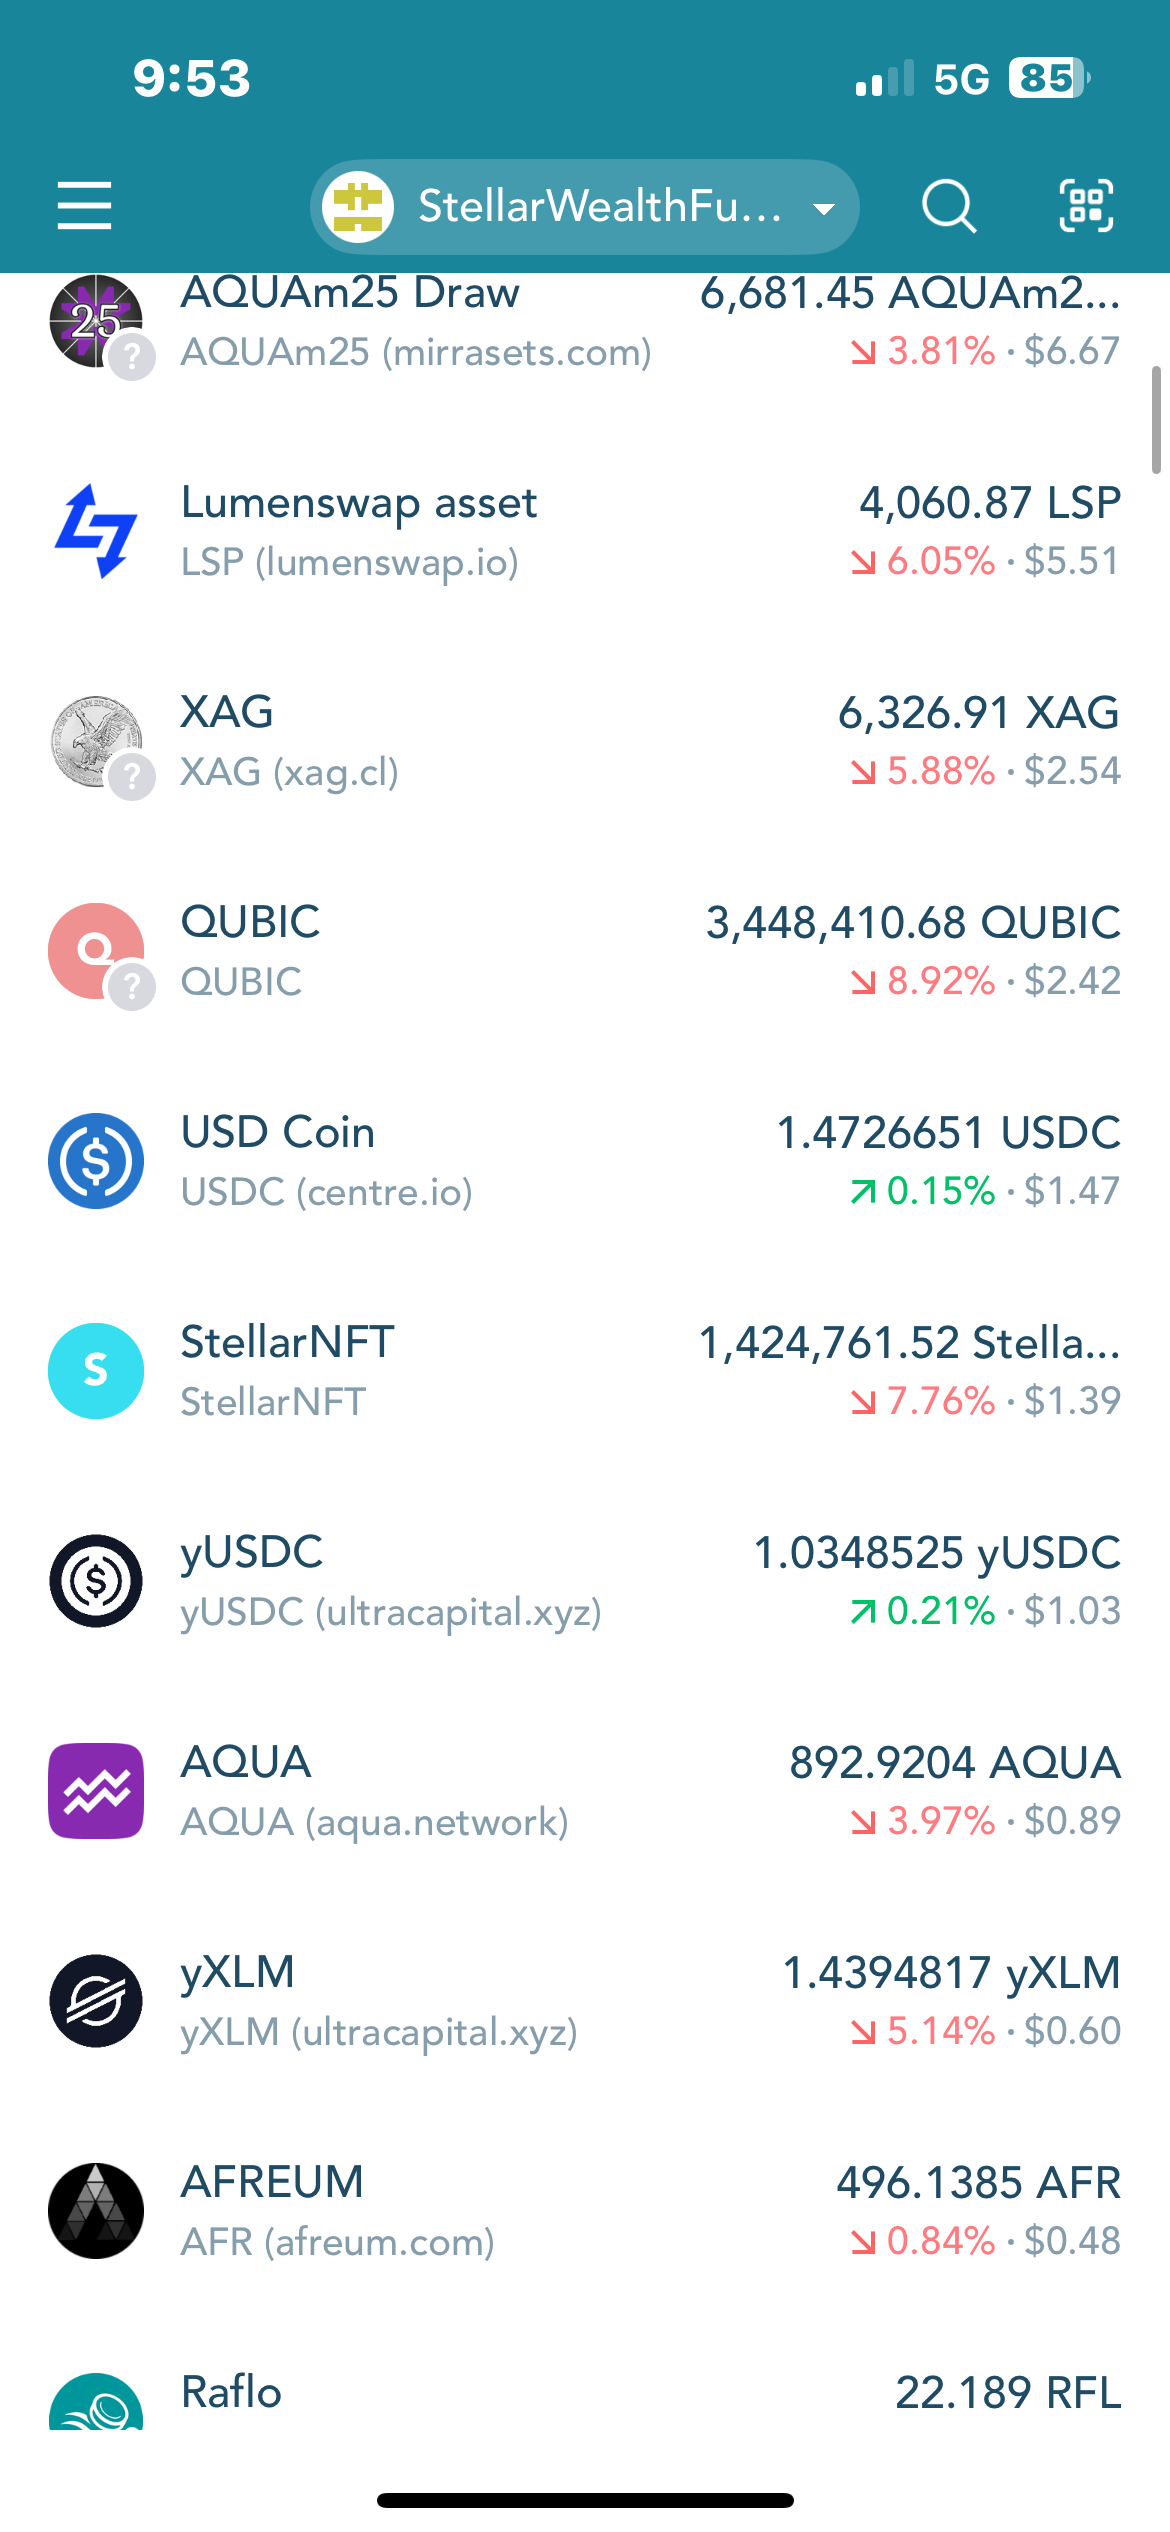 9:53
5G
85
StellarWealthFu...
AQUAm25 Draw
6,681.45 AQUAm2...
25
?
AQUAm25 (mirrasets.com)
3.81% · $6.67
Lumenswap asset
4,060.87 LSP
LSP (lumenswap.io)
6.05% · $5.51
XAG
6,326.91 XAG
?
XAG (xag.cl)
5.88% · $2.54
QUBIC
3,448,410.68 QUBIC
Q
?
QUBIC
8.92% · $2.42
USD Coin
1.4726651 USDC
$
USDC (centre.io)
0.15% · $1.47
StellarNFT
1,424,761.52 Stella...
S
StellarNFT
7.76% · $1.39
yUSDC
1.0348525 yUSDC
$
yUSDC (ultracapital.xyz)
0.21% · $1.03
AQUA
892.9204 AQUA
AQUA (aqua.network)
3.97% · $0.89
yXLM
1.4394817 yXLM
yXLM (ultracapital.xyz)
5.14% · $0.60
AFREUM
496.1385 AFR
AFR (afreum.com)
0.84% · $0.48
Raflo
22.189 RFL